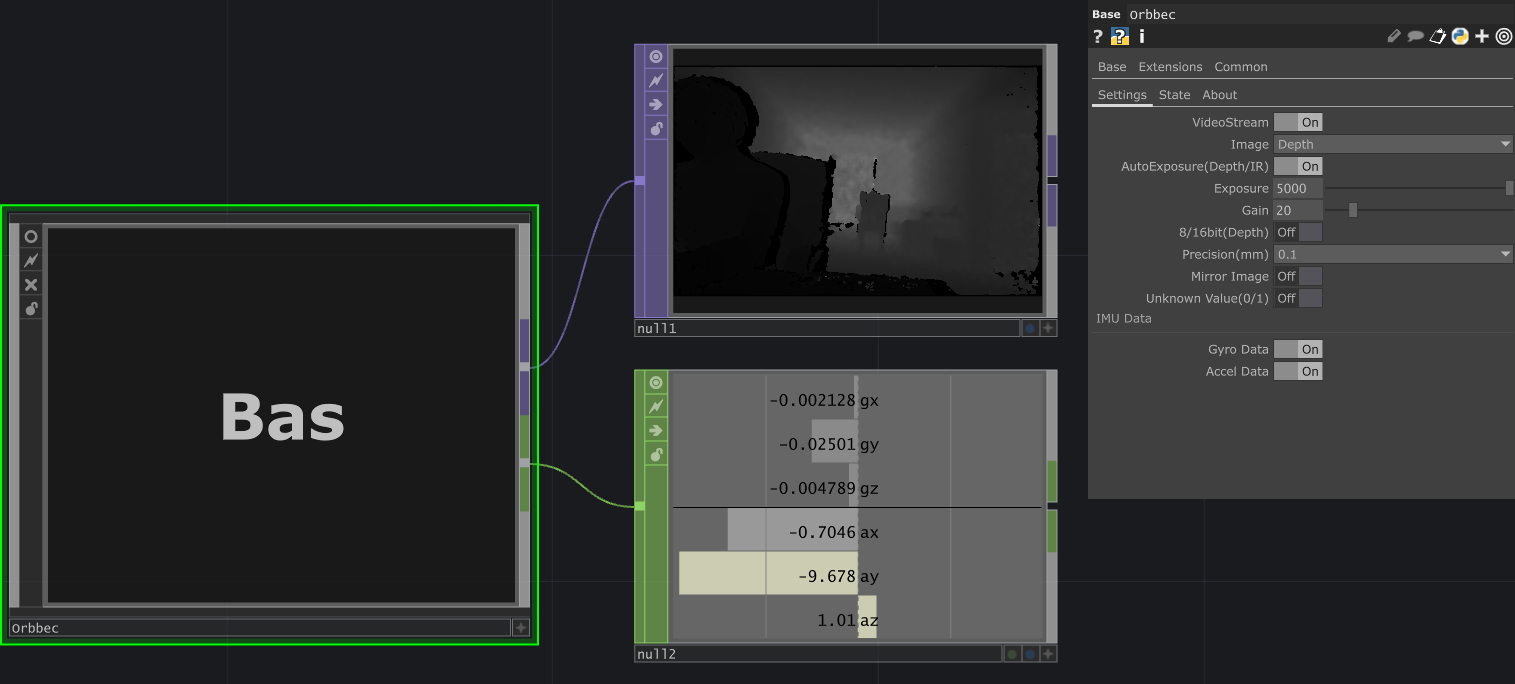 Bas
Orbbec
null1
-0.002128 gx
-0.02501 gy
-0.004789 gz
-0.7046 ax
-9.678 ay
1.01 az
null2
Base Orbbec
? ? i
Base Extensions Common
Settings State About
VideoStream On
Image Depth
AutoExposure(Depth/IR) On
Exposure 5000
Gain 20
8/16bit(Depth) Off
Precision(mm) 0.1
Mirror Image Off
Unknown Value(0/1) Off
IMU Data
Gyro Data On
Accel Data On